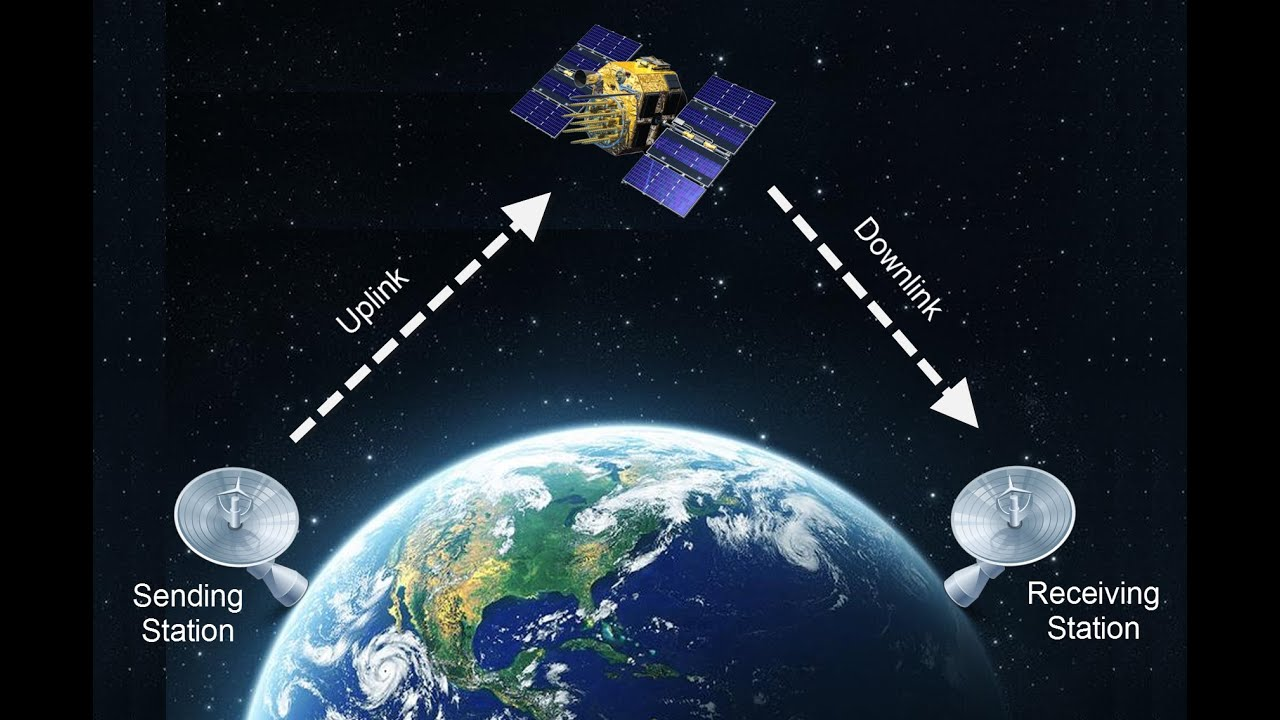 Uplink
Downlink
Sending
Station
Receiving
Station